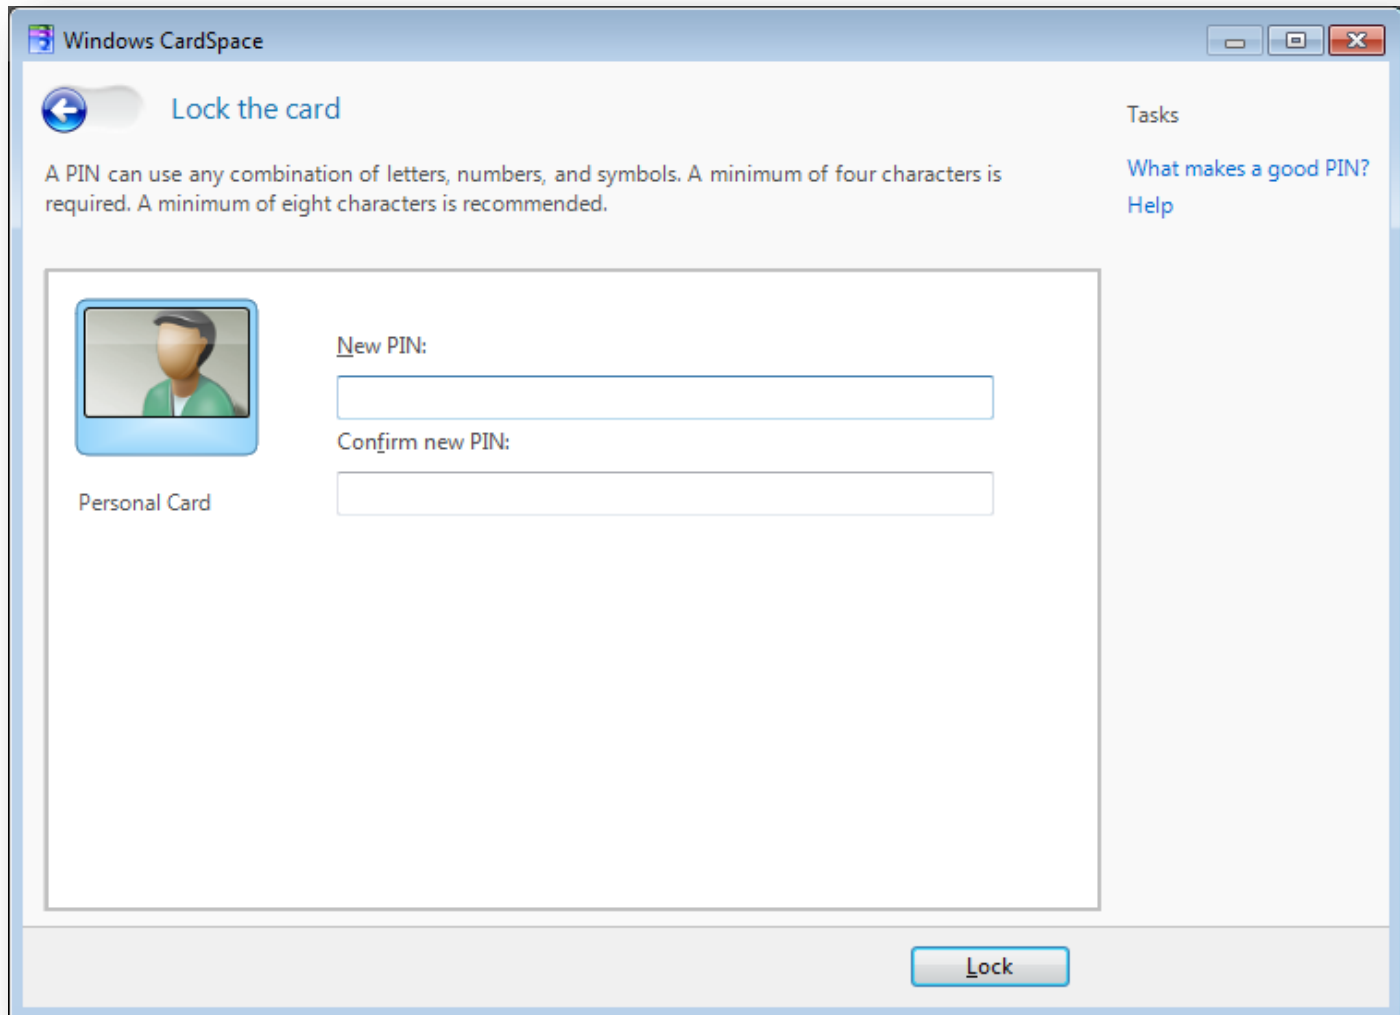 Windows CardSpace
Lock the card
A PIN can use any combination of letters, numbers, and symbols. A minimum of four characters is
required. A minimum of eight characters is recommended.
Tasks
What makes a good PIN?
Help
New PIN:
Confirm new PIN:
Personal Card
Lock